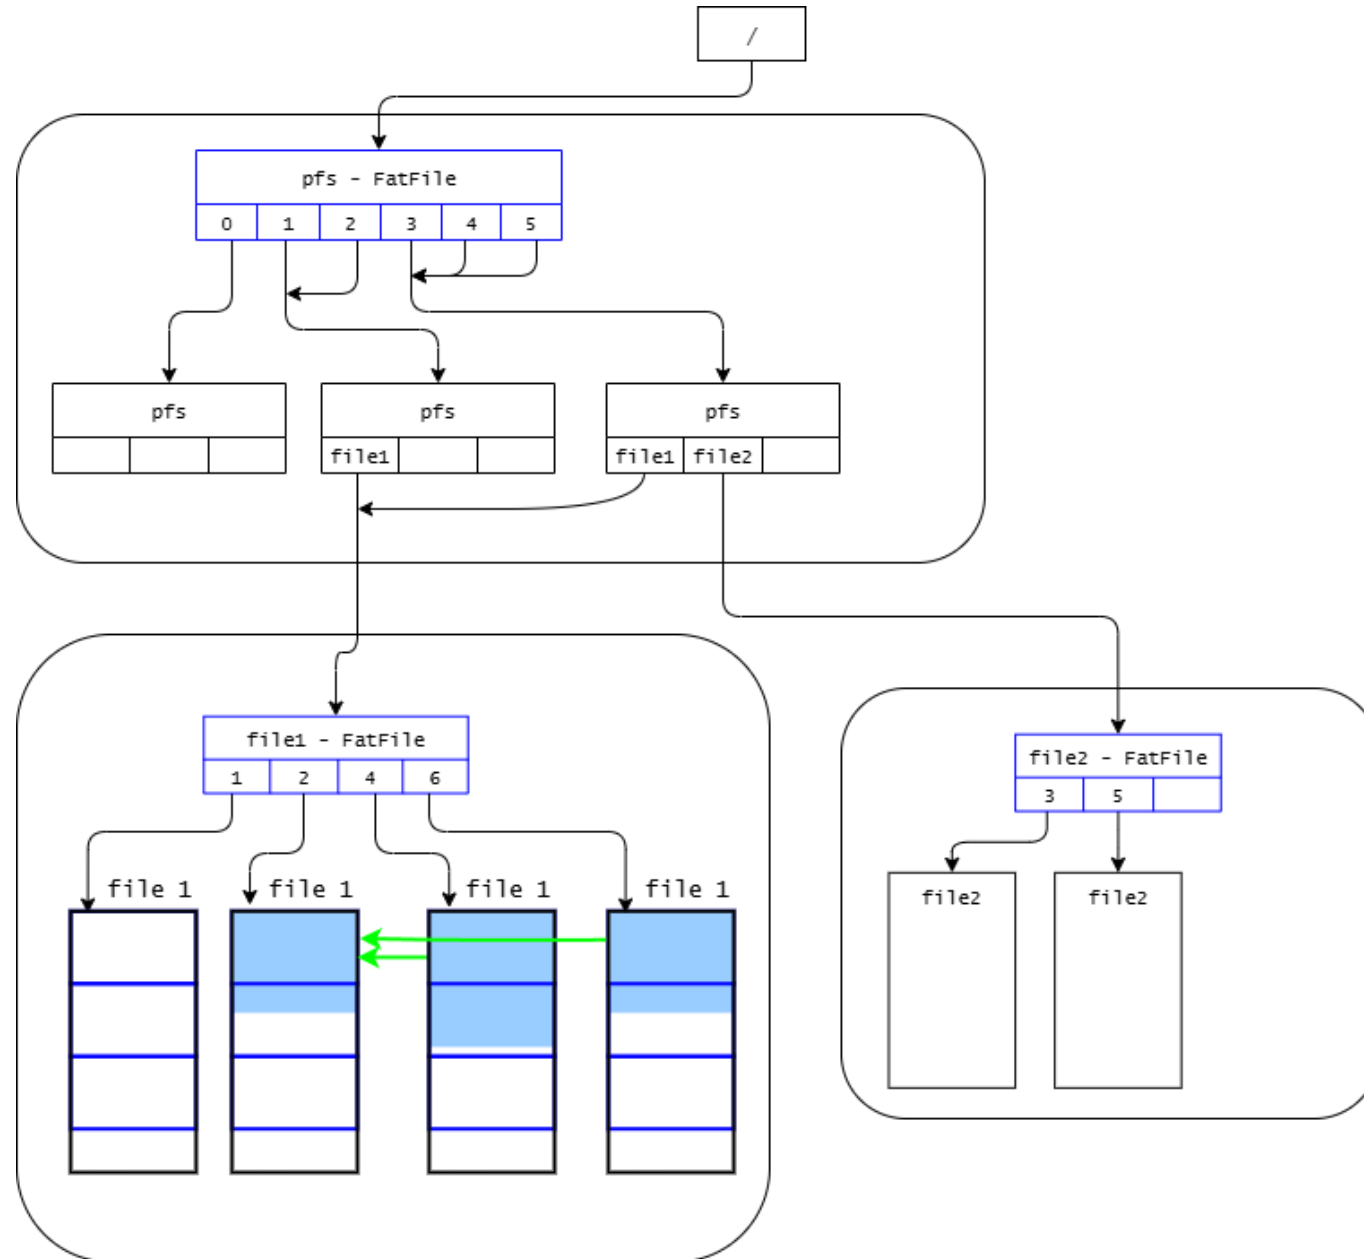 /
pfs - FatFile
0 1 2 3 4 5
pfs pfs pfs
file1 file1 file2
file1 - FatFile
1 2 4 6
file2 - FatFile
3 5
file 1 file 1 file 1 file 1
file2 file2